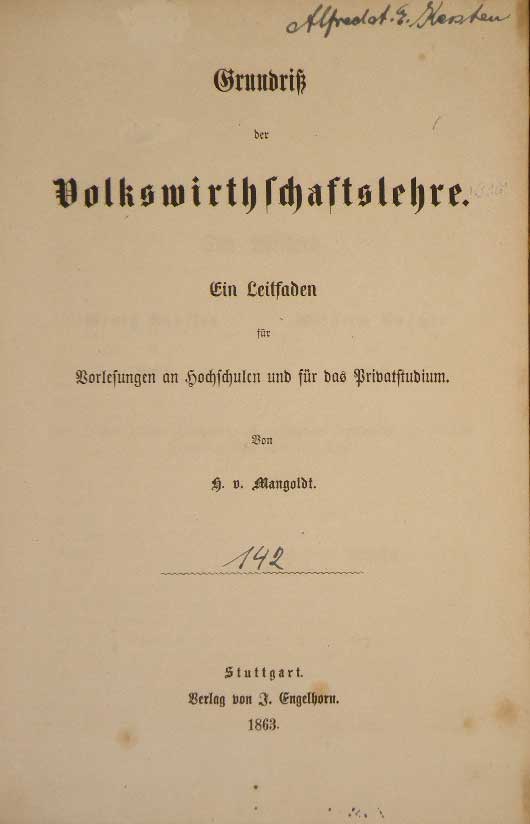 Grundriß
der
Volkswirthschaftslehre.
Ein Leitfaden
für
Vorlesungen an Hochschulen und für das Privatstudium.
Von
H. v. Mangoldt.
142
Stuttgart.
Verlag von J. Engelhorn.
1863.